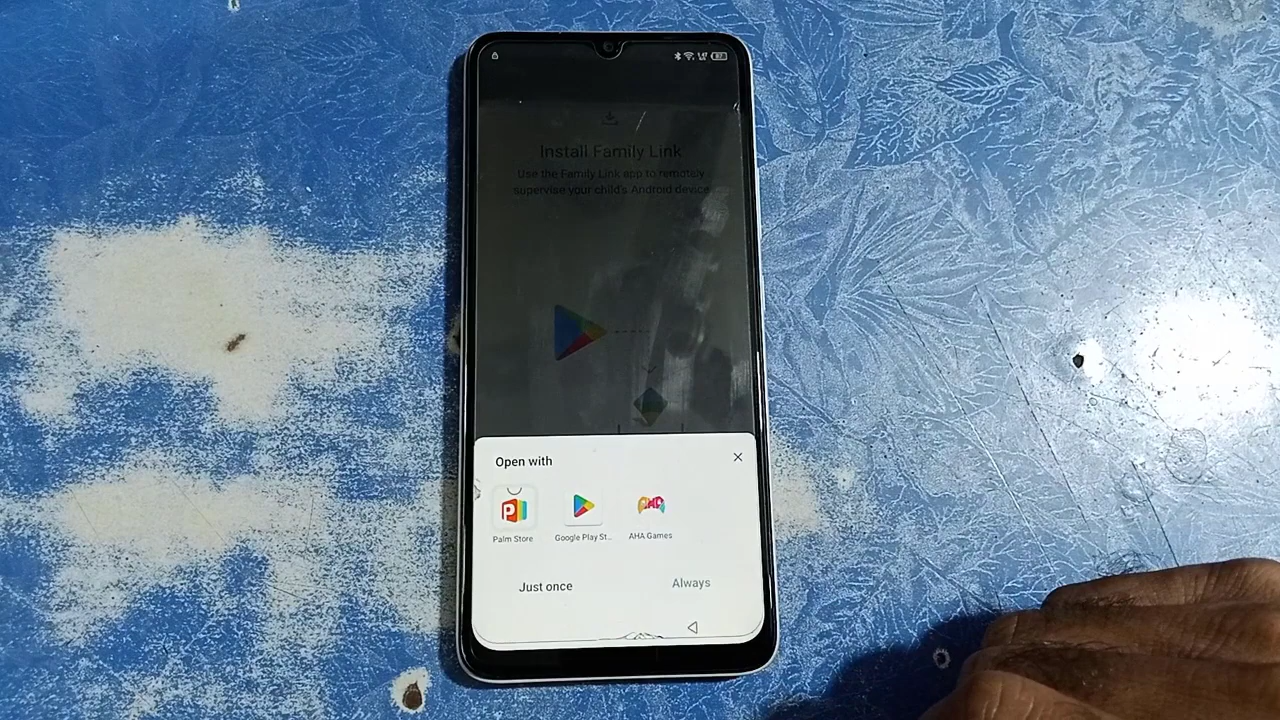 87
Install Family Link
Use the Family Link app to remotely
supervise your child's Android device
Open with
Palm Store
Google Play St...
AHA Games
Just once
Always